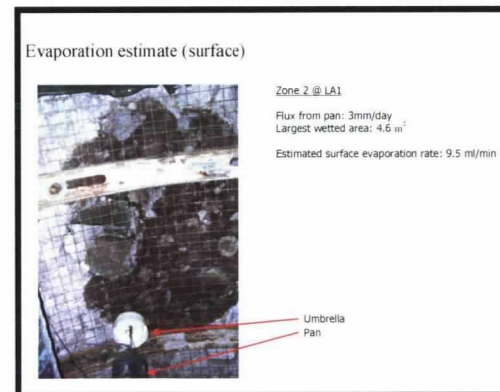 Evaporation estimate (surface)
Zone 2 @ LA1
Flux from pan: 3mm/day
Largest wetted area: 4.6 m²
Estimated surface evaporation rate: 9.5 ml/min
Umbrella
Pan